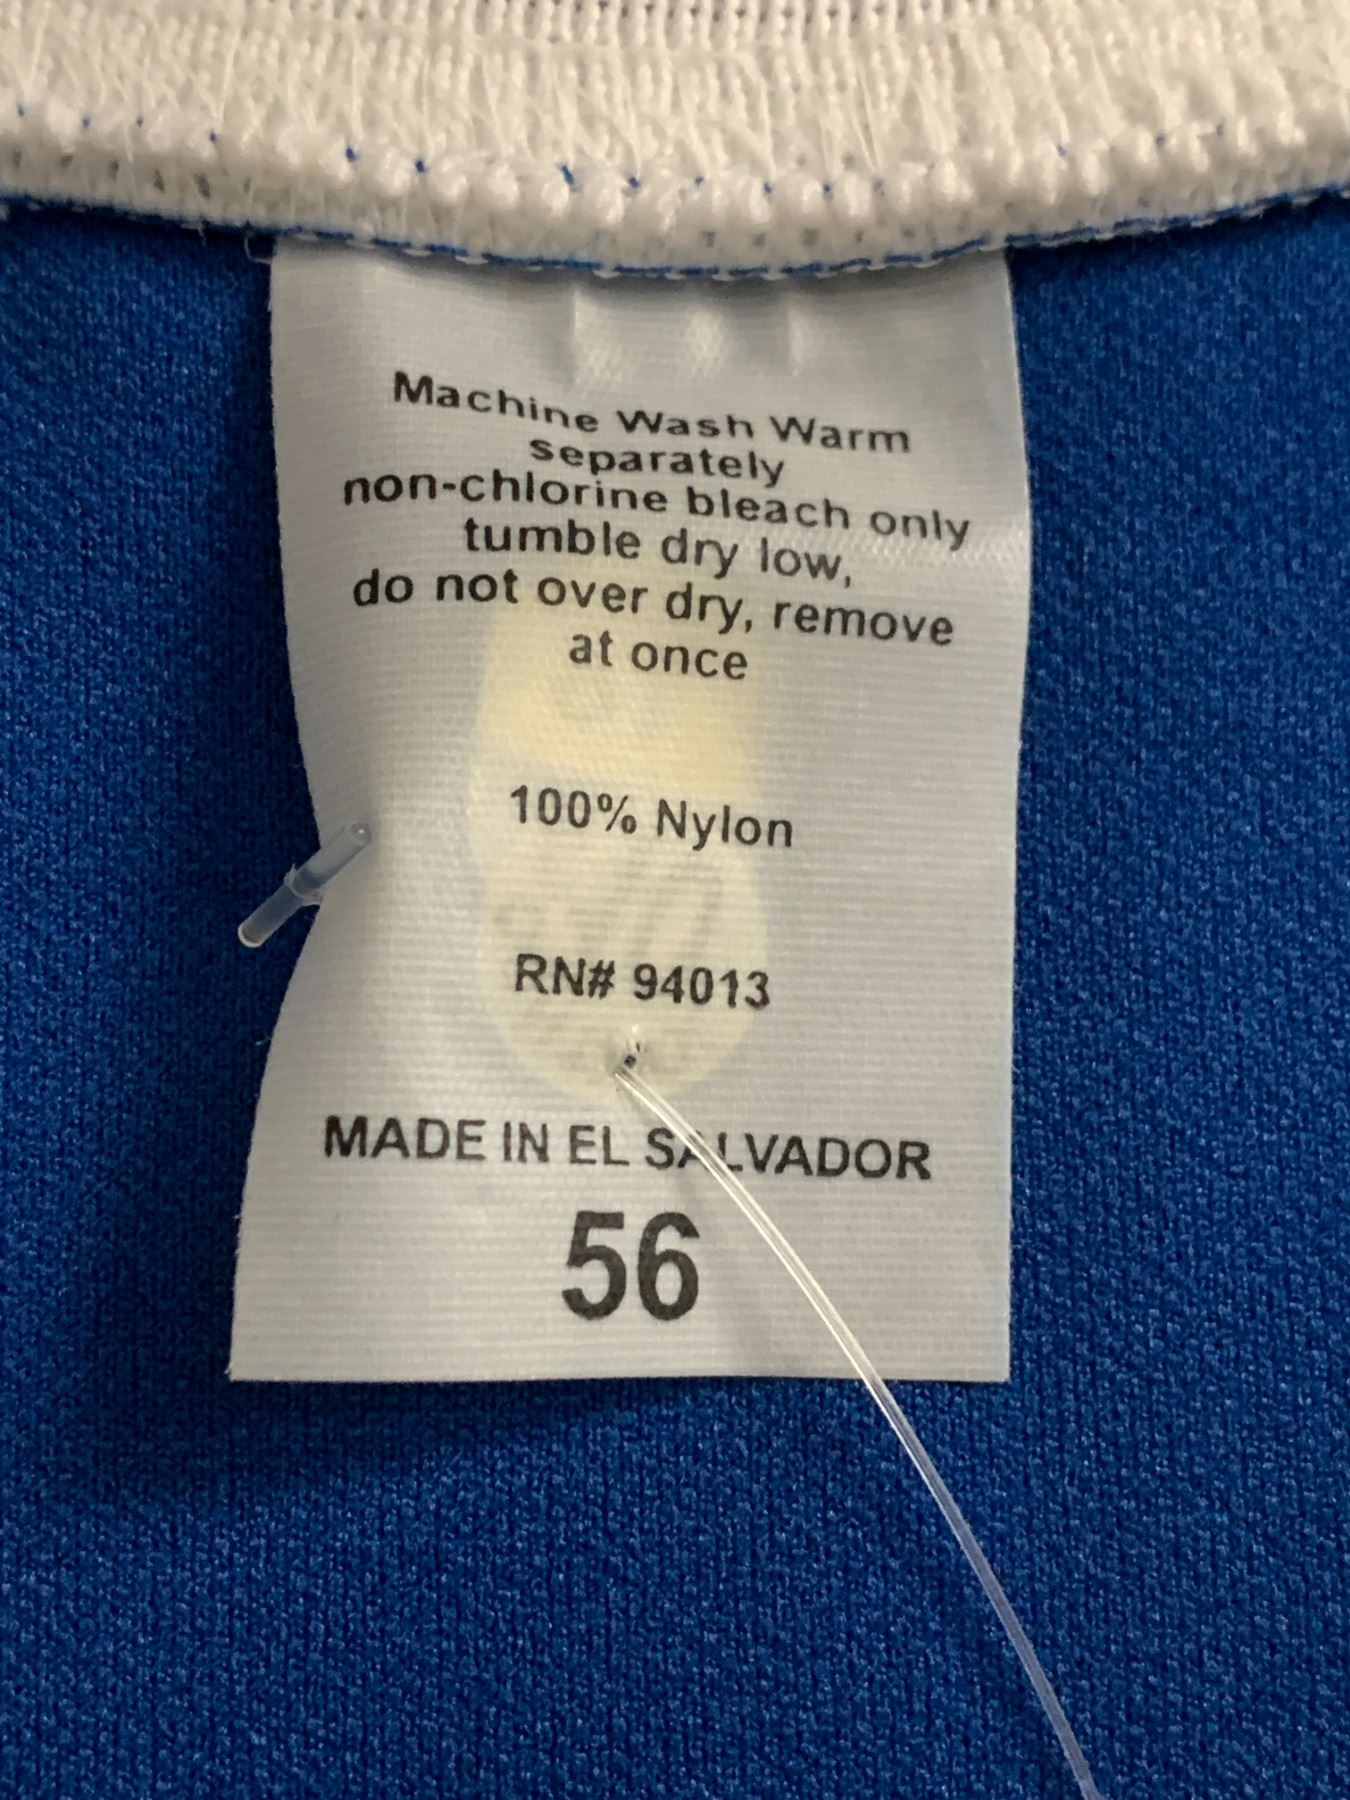 Machine Wash Warm
separately
non-chlorine bleach only
tumble dry low,
do not over dry, remove
at once
100% Nylon
RN# 94013
MADE IN EL SALVADOR
56